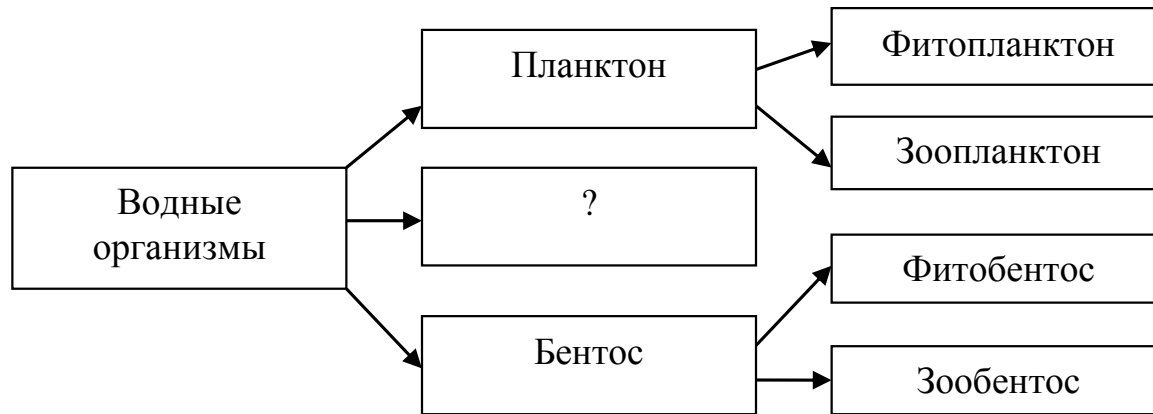 Водные
организмы
Планктон
?
Бентос
Фитопланктон
Зоопланктон
Фитобентос
Зообентос